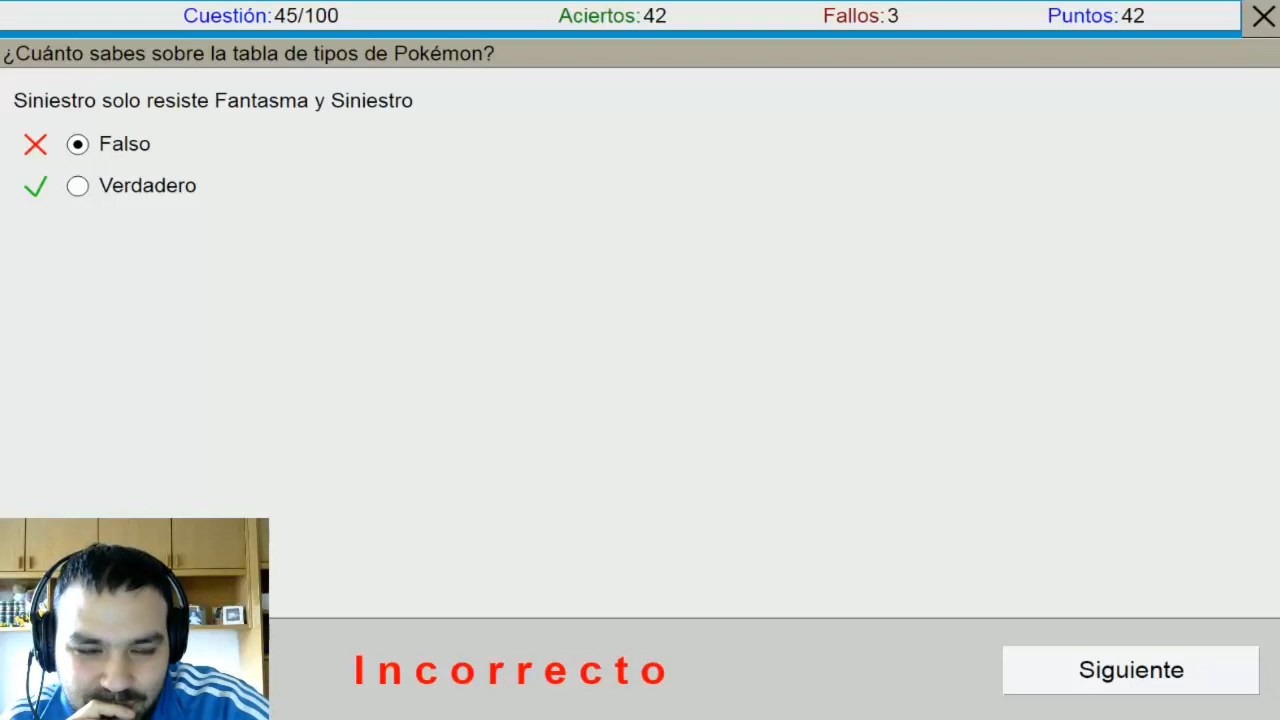 Cuestión: 45/100 Aciertos: 42 Fallos: 3 Puntos: 42
¿Cuánto sabes sobre la tabla de tipos de Pokémon?
Siniestro solo resiste Fantasma y Siniestro
Falso
Verdadero
Incorrecto
Siguiente